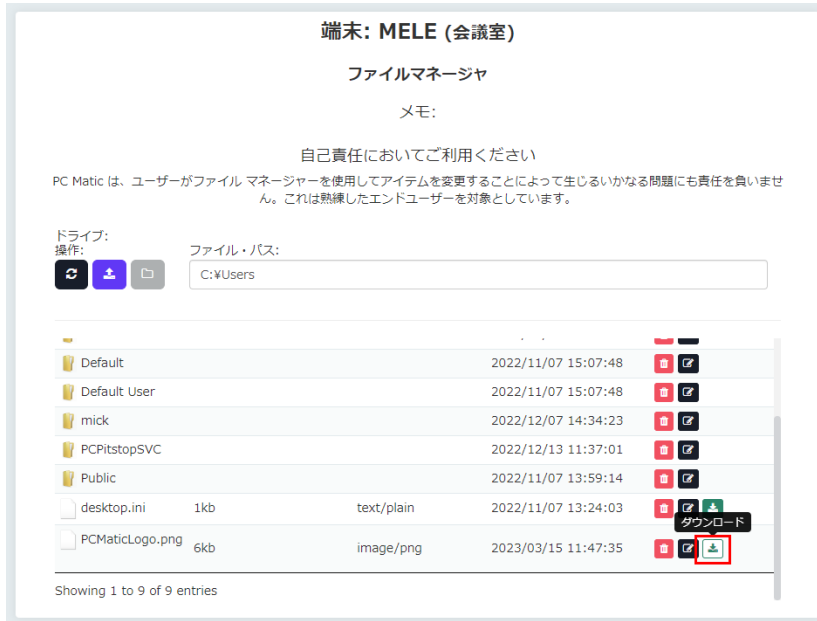 端末: MELE (会議室)
ファイルマネージャ
メモ:
自己責任においてご利用ください
PC Matic は、ユーザーがファイル マネージャーを使用してアイテムを変更することによって生じるいかなる問題にも責任を負いませ
ん。これは熟練したエンドユーザーを対象としています。
ドライブ:
操作:
ファイル・パス:
C:¥Users
Default 2022/11/07 15:07:48
Default User 2022/11/07 15:07:48
mick 2022/12/07 14:34:23
PCPitstopSVC 2022/12/13 11:37:01
Public 2022/11/07 13:59:14
desktop.ini 1kb text/plain 2022/11/07 13:24:03
ダウンロード
PCMaticLogo.png 6kb image/png 2023/03/15 11:47:35
Showing 1 to 9 of 9 entries